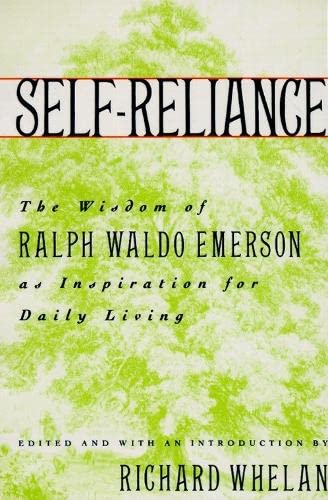 SELF-RELIANCE
The Wisdom of
RALPH WALDO EMERSON
as Inspiration for
Daily Living
EDITED AND WITH AN INTRODUCTION BY
RICHARD WHELAN